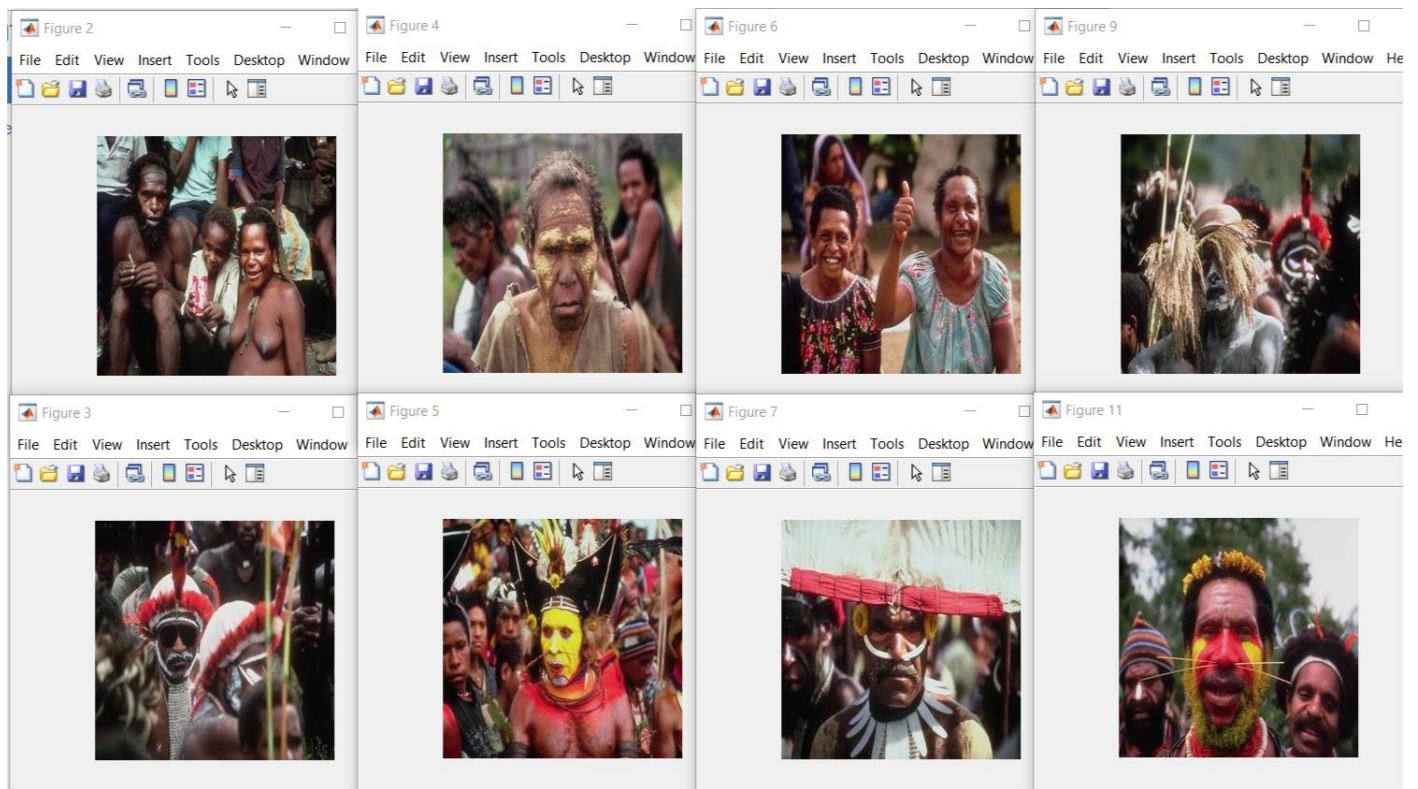 Figure 2
File Edit View Insert Tools Desktop Window
Figure 4
File Edit View Insert Tools Desktop Window
Figure 6
File Edit View Insert Tools Desktop Window
Figure 9
File Edit View Insert Tools Desktop Window He
Figure 3
File Edit View Insert Tools Desktop Window
Figure 5
File Edit View Insert Tools Desktop Window
Figure 7
File Edit View Insert Tools Desktop Window
Figure 11
File Edit View Insert Tools Desktop Window He